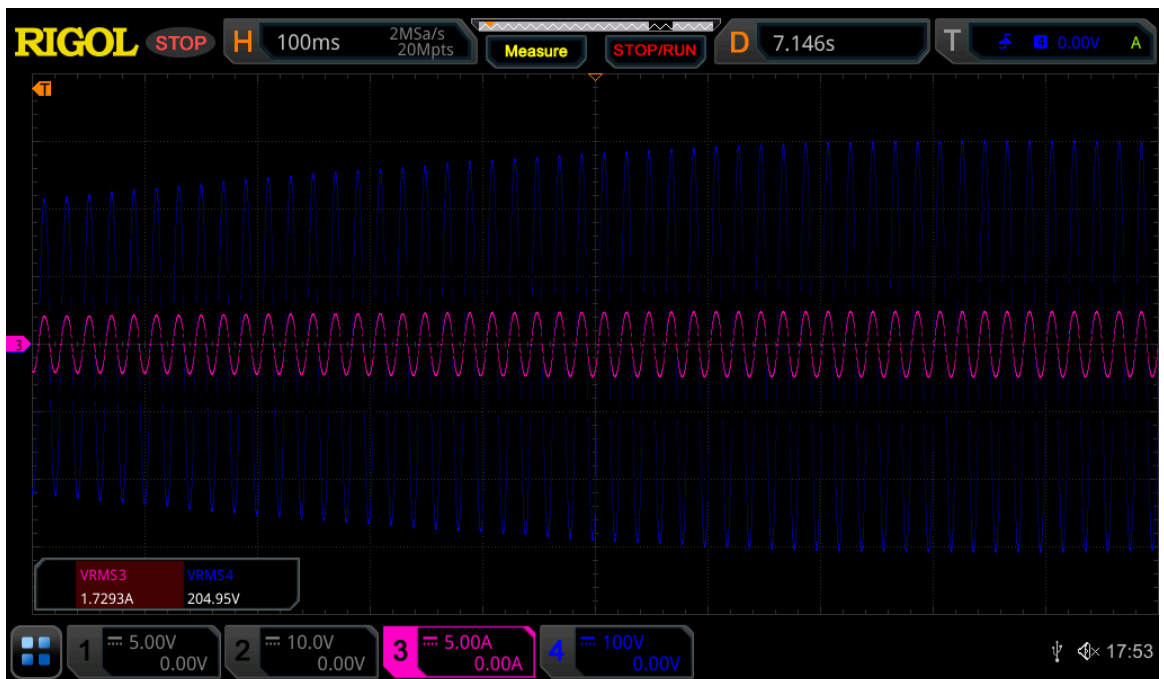 RIGOL STOP H 100ms 2MSa/s 20Mpts Measure STOP/RUN D 7.146s T 4 0.00V A
T
3
VRMS3 VRMS4
1.7293A 204.95V
1 5.00V 0.00V 2 10.0V 0.00V 3 5.00A 0.00A 4 100V 0.00V 17:53